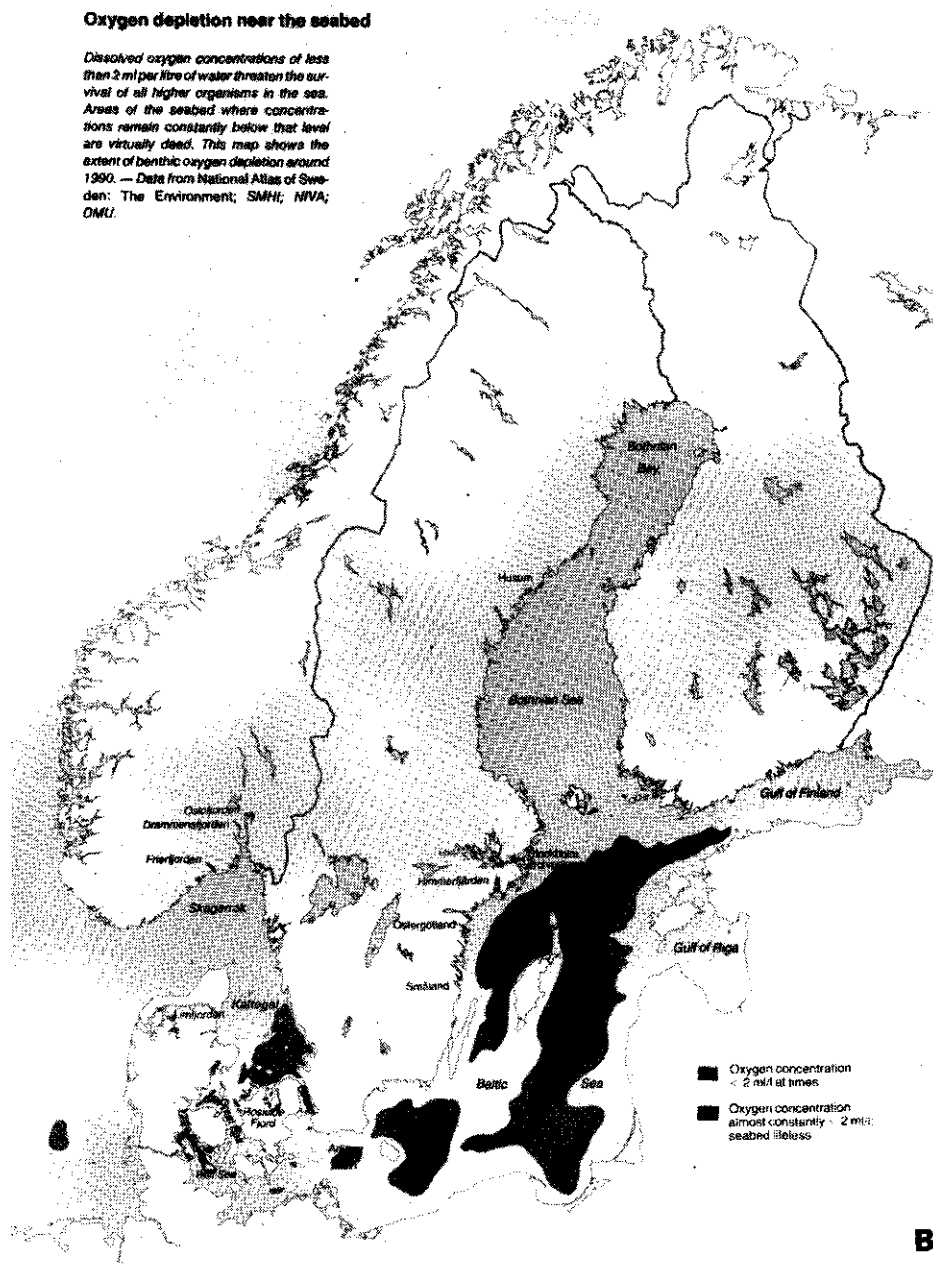 Oxygen depletion near the seabed
Dissolved oxygen concentrations of less
than 2 ml per litre of water threaten the sur-
vival of all higher organisms in the sea.
Areas of the seabed where concentra-
tions remain constantly below that level
are virtually dead. This map shows the
extent of benthic oxygen depletion around
1990. — Data from National Atlas of Swe-
den: The Environment; SMHI; NIVA;
DMU.
Bothnian
Bay
Husum
Bothnian Sea
Gulf of Finland
Oslofjorden
Drammensfjorden
Frierfjorden
Stockholm
Himmerfjärden
Skagerrak
Östergötland
Gulf of Riga
Småland
Kattegat
Limfjorden
Baltic Sea
Roskilde
Fjord
Oxygen concentration
< 2 ml/l at times
Oxygen concentration
almost constantly < 2 ml/l:
seabed lifeless
B